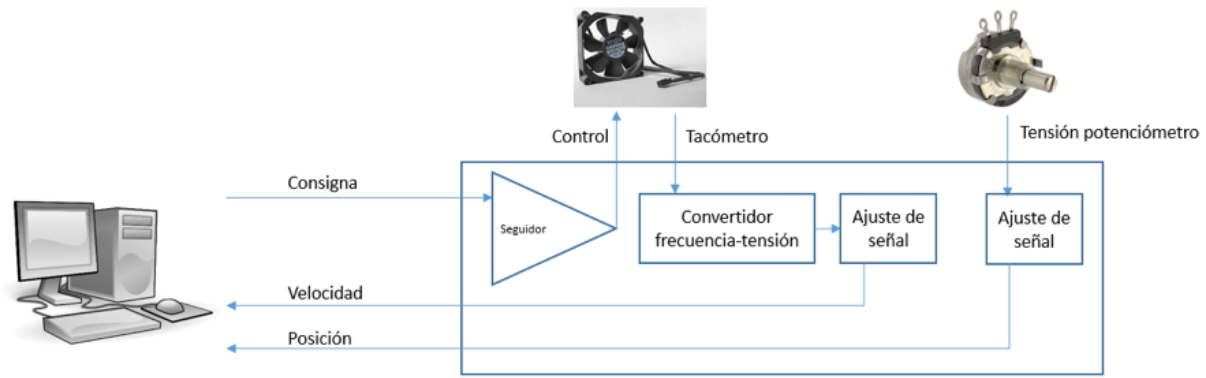 Control
Tacómetro
Tensión potenciómetro
Consigna
Seguidor
Convertidor
frecuencia-tensión
Ajuste de
señal
Ajuste de
señal
Velocidad
Posición